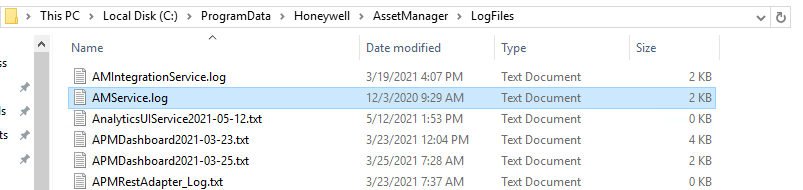 This PC > Local Disk (C:) > ProgramData > Honeywell > AssetManager > LogFiles
Name Date modified Type Size
AMIntegrationService.log 3/19/2021 4:07 PM Text Document 2 KB
AMService.log 12/3/2020 9:29 AM Text Document 2 KB
AnalyticsUIService2021-05-12.txt 5/12/2021 1:53 PM Text Document 0 KB
APMDashboard2021-03-23.txt 3/23/2021 12:04 PM Text Document 4 KB
APMDashboard2021-03-25.txt 3/25/2021 7:28 AM Text Document 2 KB
APMRestAdapter_Log.txt 3/23/2021 7:37 AM Text Document 0 KB